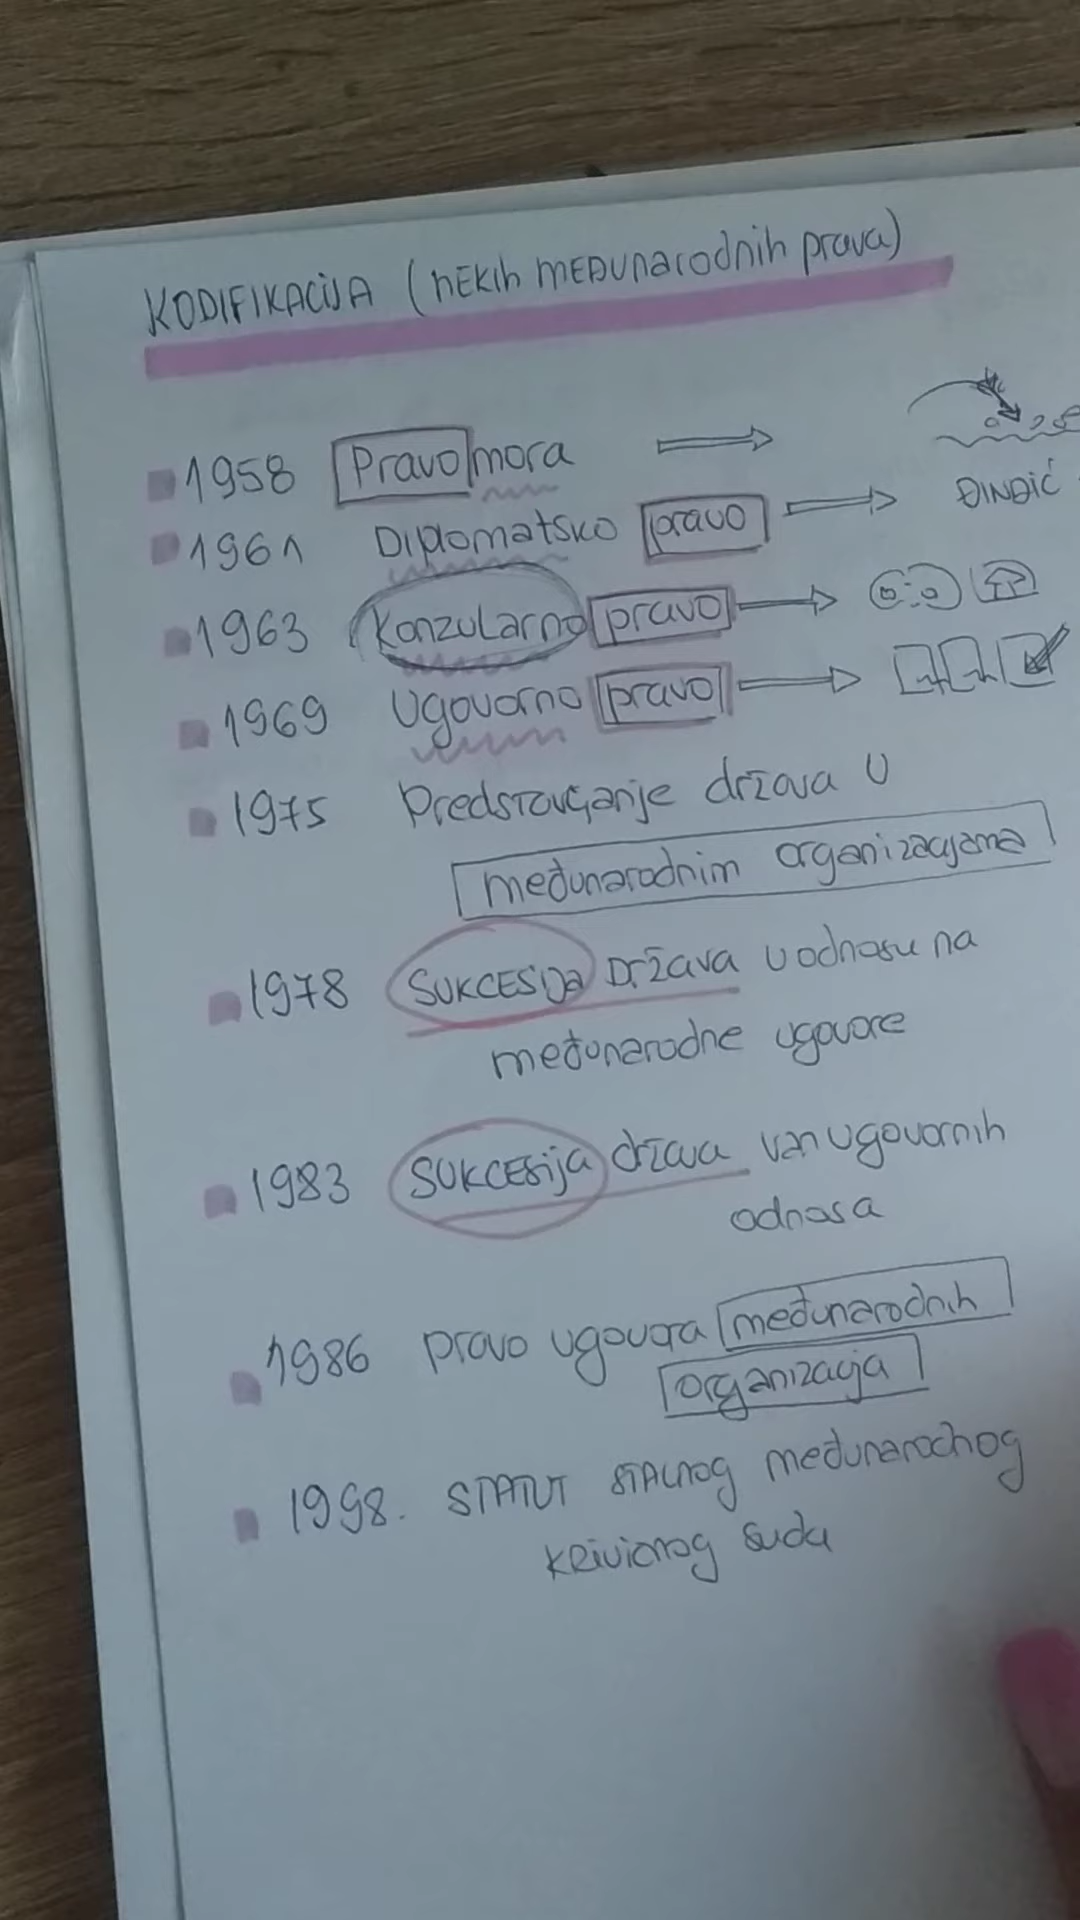 KODIFIKACIJA (nEKih MEĐUnarodnih prava)
1958 Pravo mora
1961 Diplomatsko pravo
ĐINĐIĆ
1963 Konzularno pravo
1969 Ugovorno pravo
1975 Predstavljanje država U
međunarodnim organizacijama
1978 SUKCESIJa DRŽAVA u odnosu na
međunarodne ugovore
1983 SUKCEsija država van ugovornih
odnosa
1986 pravo ugovora međunarodnih
organizacija
1998. STATUT STALnog međunarodnog
KRivičnog suda